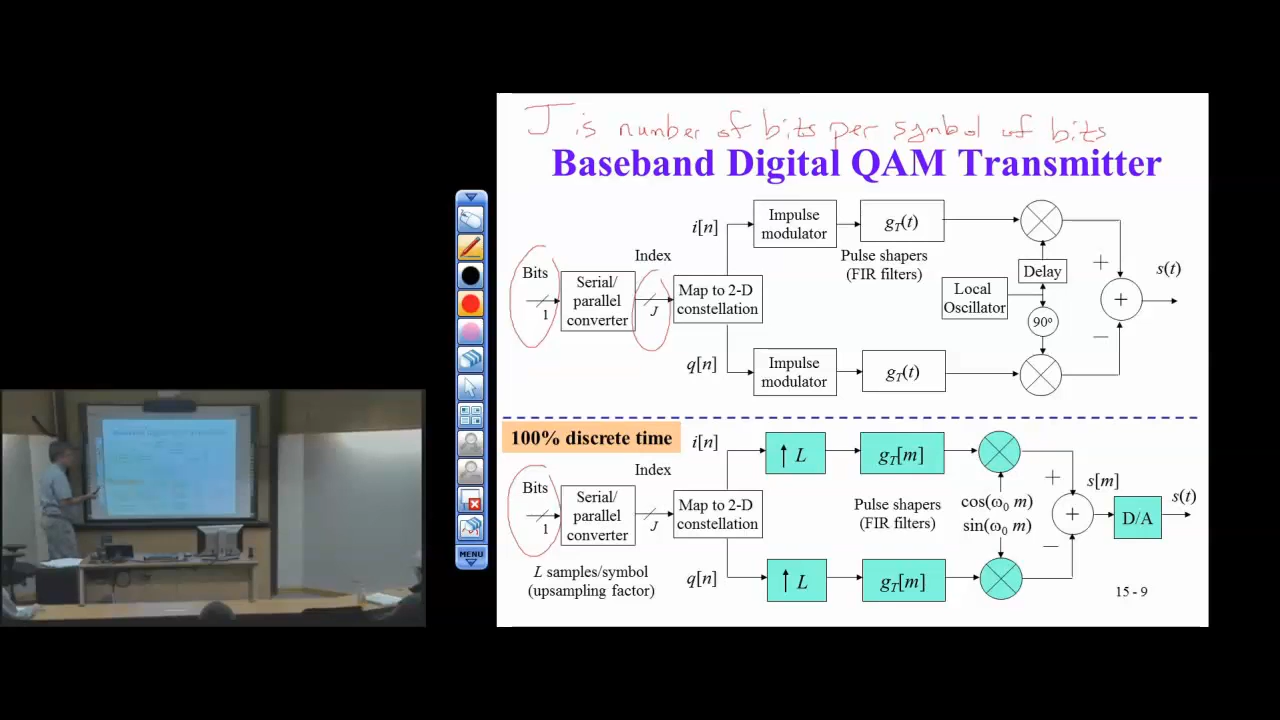 J is number of bits per symbol of bits
Baseband Digital QAM Transmitter
i[n]
Impulse modulator
gT(t)
Pulse shapers (FIR filters)
Delay
Local Oscillator
90º
Bits
1
Serial/ parallel converter
Index
J
Map to 2-D constellation
+
+
−
s(t)
q[n]
Impulse modulator
gT(t)
100% discrete time
i[n]
↑ L
gT[m]
Bits
1
Serial/ parallel converter
Index
J
Map to 2-D constellation
Pulse shapers (FIR filters)
cos(ω0 m)
sin(ω0 m)
+
+
−
s[m]
D/A
s(t)
L samples/symbol
(upsampling factor)
q[n]
↑ L
gT[m]
15 - 9
MENU